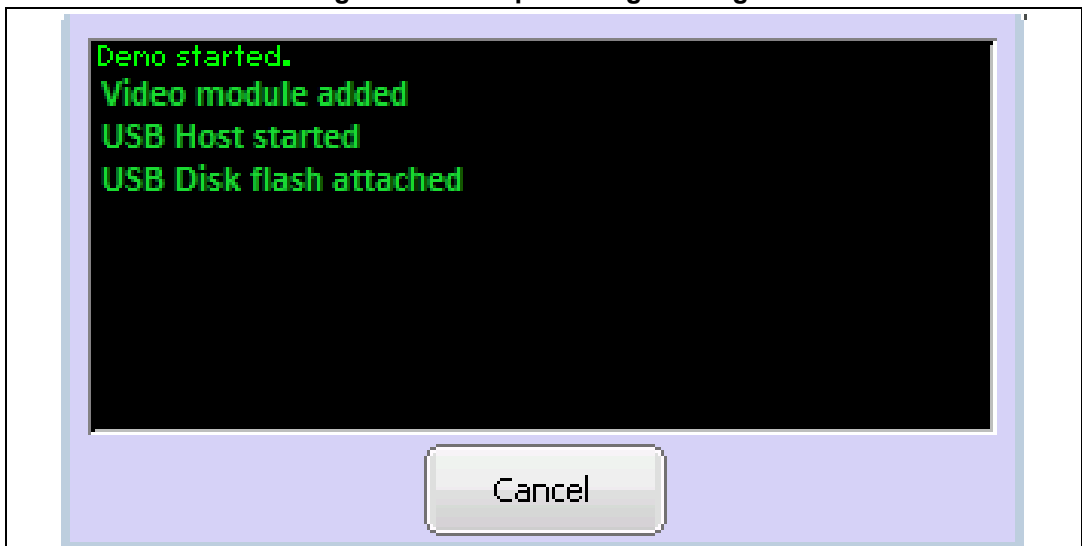 Demo started.
Video module added
USB Host started
USB Disk flash attached
Cancel